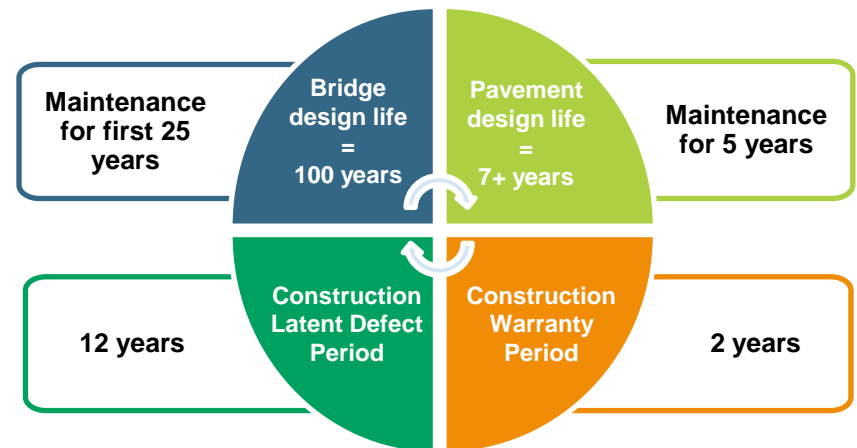 Maintenance
for first 25
years
Bridge
design life
=
100 years
Pavement
design life
=
7+ years
Maintenance
for 5 years
12 years
Construction
Latent Defect
Period
Construction
Warranty
Period
2 years